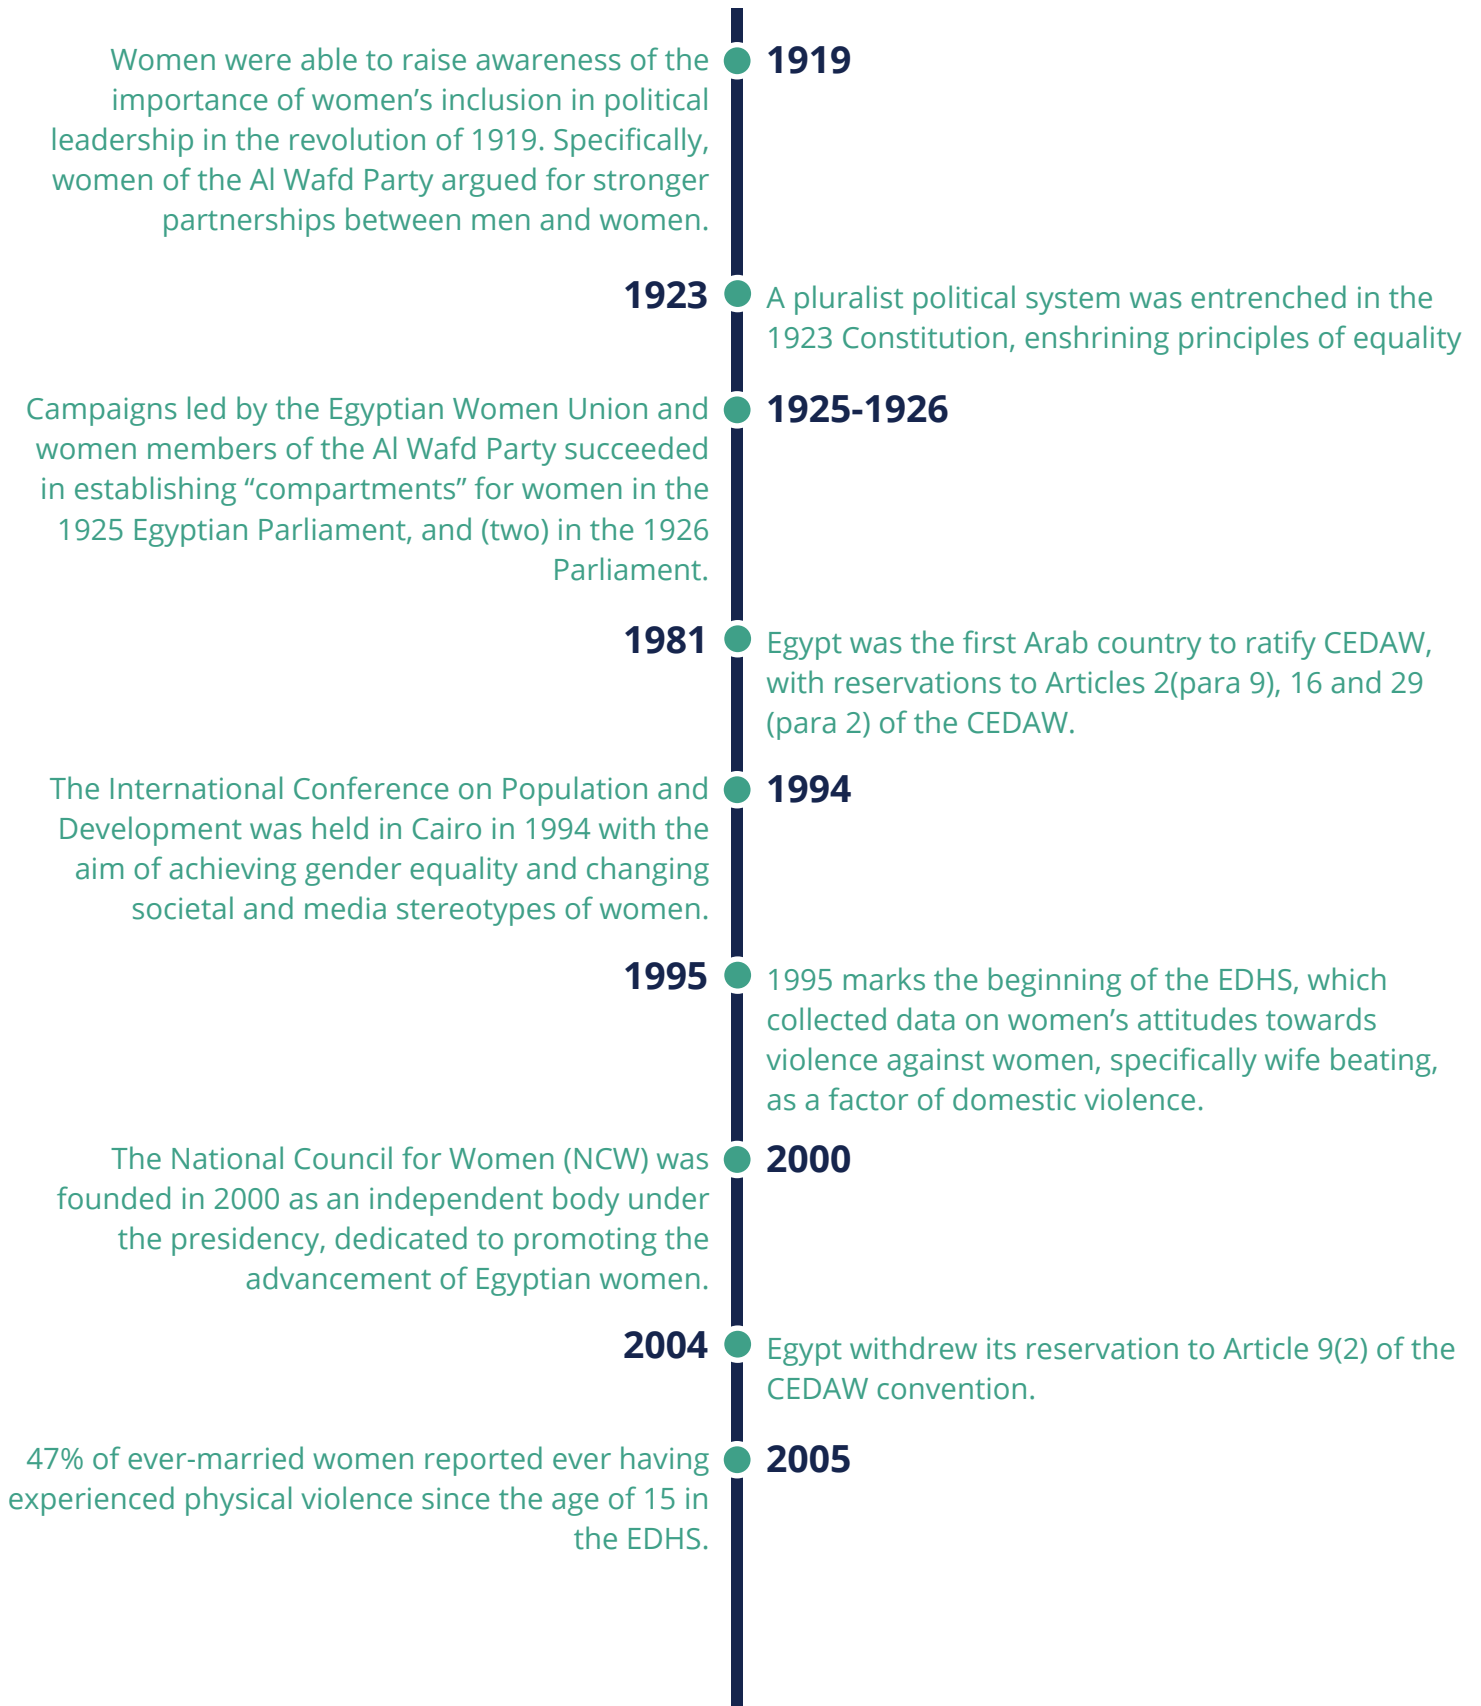 1919
Women were able to raise awareness of the
importance of women’s inclusion in political
leadership in the revolution of 1919. Specifically,
women of the Al Wafd Party argued for stronger
partnerships between men and women.
1923
A pluralist political system was entrenched in the
1923 Constitution, enshrining principles of equality
1925-1926
Campaigns led by the Egyptian Women Union and
women members of the Al Wafd Party succeeded
in establishing “compartments” for women in the
1925 Egyptian Parliament, and (two) in the 1926
Parliament.
1981
Egypt was the first Arab country to ratify CEDAW,
with reservations to Articles 2(para 9), 16 and 29
(para 2) of the CEDAW.
1994
The International Conference on Population and
Development was held in Cairo in 1994 with the
aim of achieving gender equality and changing
societal and media stereotypes of women.
1995
1995 marks the beginning of the EDHS, which
collected data on women’s attitudes towards
violence against women, specifically wife beating,
as a factor of domestic violence.
2000
The National Council for Women (NCW) was
founded in 2000 as an independent body under
the presidency, dedicated to promoting the
advancement of Egyptian women.
2004
Egypt withdrew its reservation to Article 9(2) of the
CEDAW convention.
2005
47% of ever-married women reported ever having
experienced physical violence since the age of 15 in
the EDHS.